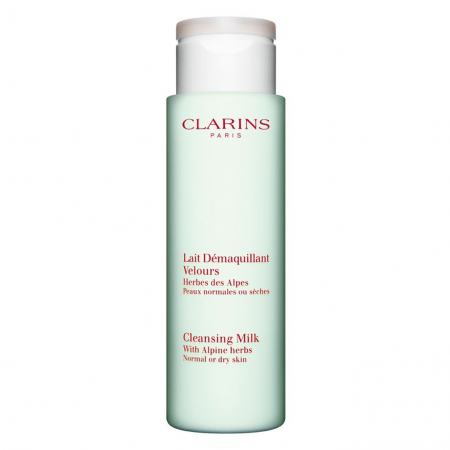 CLARINS
PARIS
Lait Démaquillant
Velours
Herbes des Alpes
Peaux normales ou sèches
Cleansing Milk
With Alpine herbs
Normal or dry skin